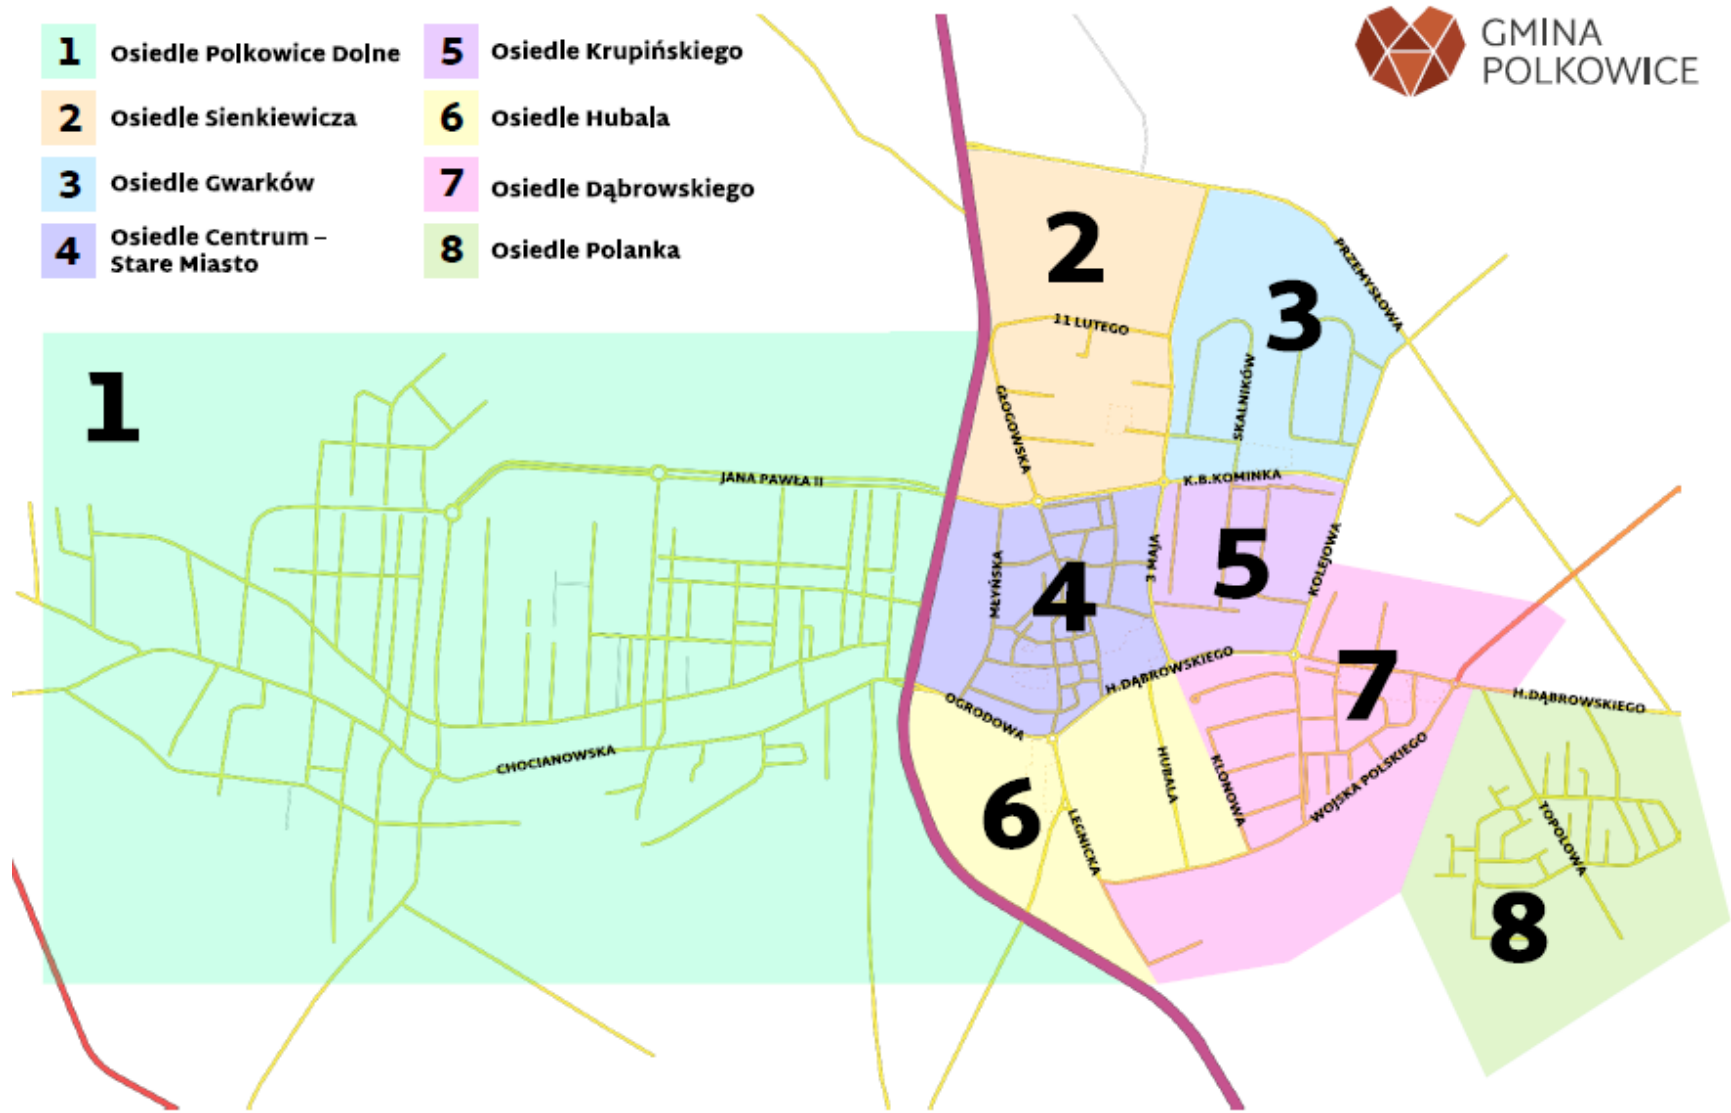 1 Osiedle Polkowice Dolne
2 Osiedle Sienkiewicza
3 Osiedle Gwarków
4 Osiedle Centrum –
Stare Miasto
5 Osiedle Krupińskiego
6 Osiedle Hubala
7 Osiedle Dąbrowskiego
8 Osiedle Polanka
GMINA
POLKOWICE
2
3
PRZEMYSŁOWA
11 LUTEGO
1
SKALNIKÓW
GŁOGOWSKA
JANA PAWŁA II
K.B.KOMINKA
MŁYŃSKA
4
3 MAJA
5
KOLEJOWA
H.DĄBROWSKIEGO
7
H.DĄBROWSKIEGO
OGRODOWA
CHOCIANOWSKA
6
LEGNICKA
HUBALA
KLONOWA
WOJSKA POLSKIEGO
TOPOLOWA
8